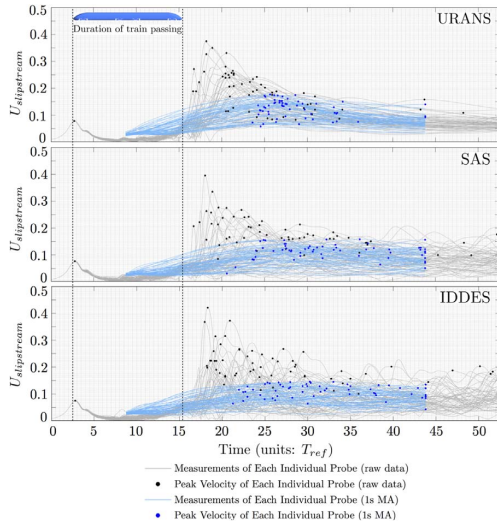 URANS
Duration of train passing
0.5
0.4
0.3
0.2
0.1
0
U_slipstream
SAS
0.5
0.4
0.3
0.2
0.1
0
U_slipstream
IDDES
0.5
0.4
0.3
0.2
0.1
0
U_slipstream
0 5 10 15 20 25 30 35 40 45 50
Time (units: T_ref)
Measurements of Each Individual Probe (raw data)
Peak Velocity of Each Individual Probe (raw data)
Measurements of Each Individual Probe (1s MA)
Peak Velocity of Each Individual Probe (1s MA)